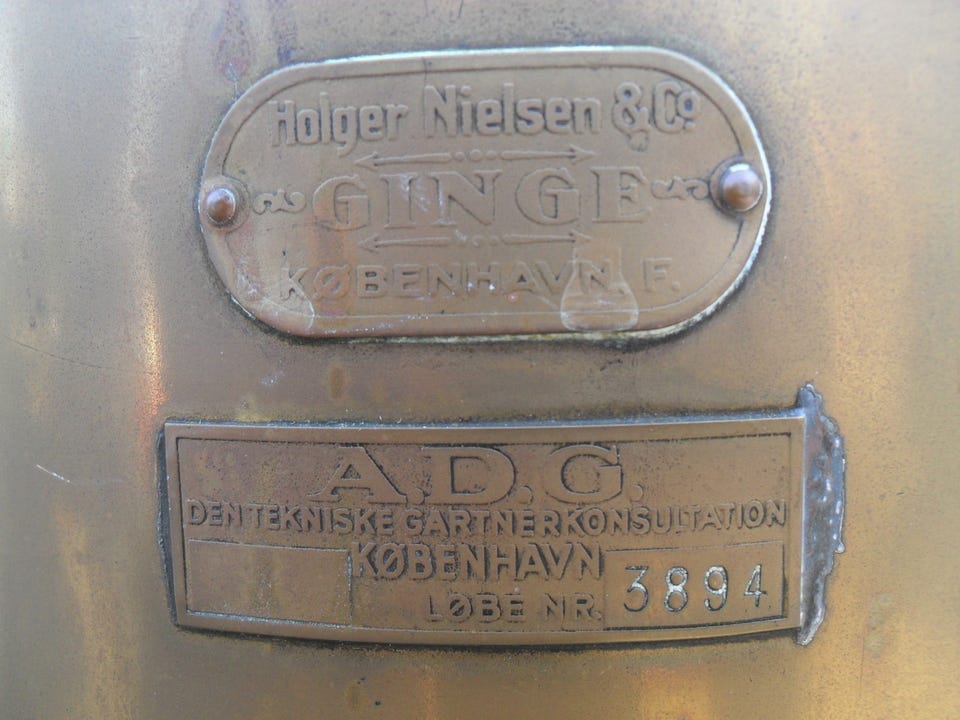 Holger Nielsen & Co
GINGE
KØBENHAVN. F.
A.D.G.
DEN TEKNISKE GARTNERKONSULTATION
KØBENHAVN
LØBE NR. 3894